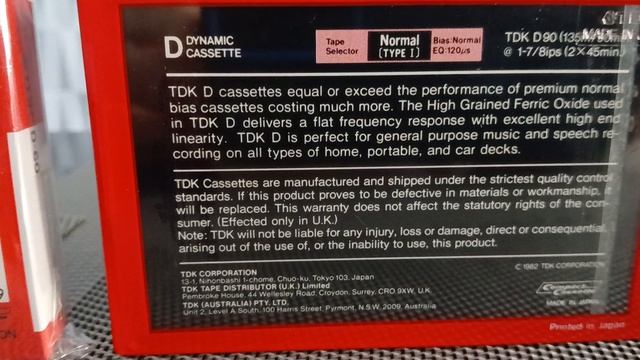 D DYNAMIC CASSETTE
Tape Selector
Normal (TYPE I)
Bias: Normal
EQ: 120µs
TDK D90
@ 1-7/8ips (2×45min.)
TDK D cassettes equal or exceed the performance of premium normal
bias cassettes costing much more. The High Grained Ferric Oxide used
in TDK D delivers a flat frequency response with excellent high end
linearity. TDK D is perfect for general purpose music and speech re-
cording on all types of home, portable, and car decks.
TDK Cassettes are manufactured and shipped under the strictest quality control
standards. If this product proves to be defective in materials or workmanship, it
will be replaced. This warranty does not affect the statutory rights of the con-
sumer. (Effected only in U.K.)
Note: TDK will not be liable for any injury, loss or damage, direct or consequential,
arising out of the use of, or the inability to use, this product.
TDK CORPORATION
13-1, Nihonbashi 1-chome, Chuo-ku, Tokyo 103, Japan
TDK TAPE DISTRIBUTOR (U.K.) Limited
Pembroke House, 44 Wellesley Road, Croydon, Surrey, CRO 9XW, U.K.
TDK (AUSTRALIA) PTY. LTD.
Unit 2, Level A South, 100 Harris Street, Pyrmont, N.S.W. 2009, Australia
© 1982 TDK CORPORATION
Compact Cassette
MADE IN JAPAN
Printed in Japan